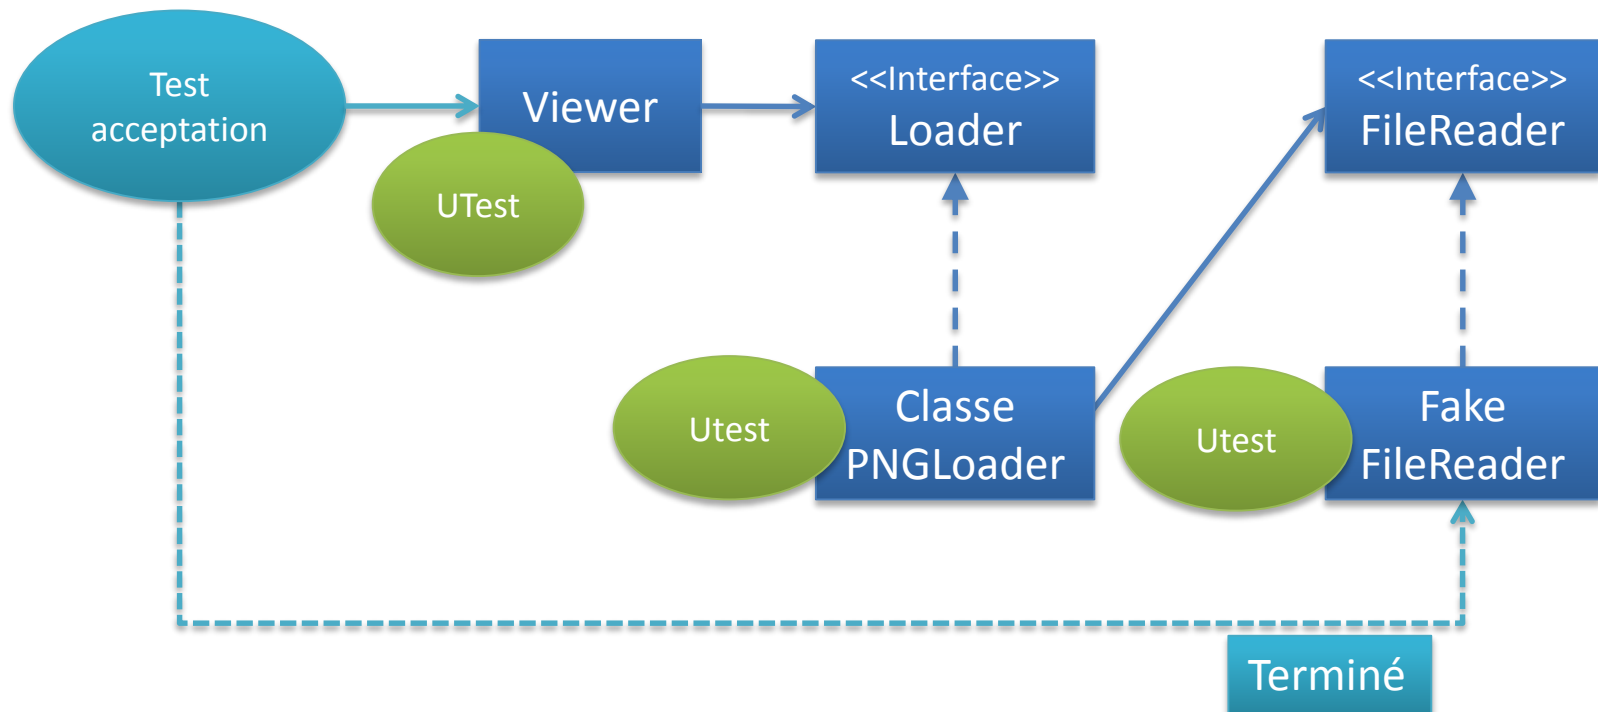 Test
acceptation
Viewer
<<Interface>>
Loader
<<Interface>>
FileReader
UTest
Utest
Classe
PNGLoader
Utest
Fake
FileReader
Terminé